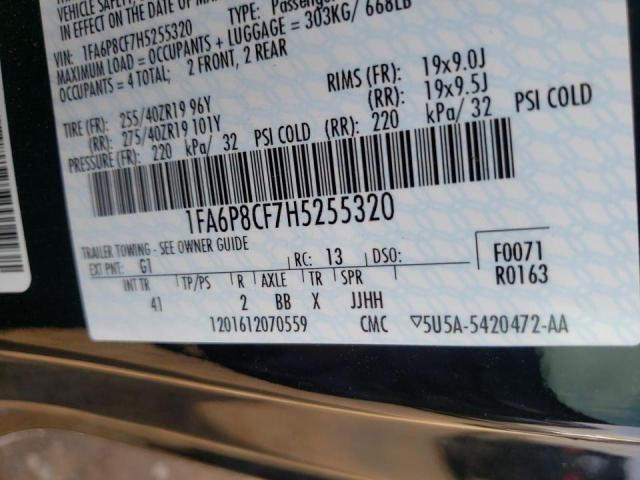 VEHICLE SAFETY,
IN EFFECT ON THE DATE OF MA
VIN: 1FA6P8CF7H5255320
TYPE: Passenger
MAXIMUM LOAD = OCCUPANTS + LUGGAGE = 303KG/ 668LB
OCCUPANTS = 4 TOTAL; 2 FRONT, 2 REAR
TIRE (FR): 255/40ZR19 96Y RIMS (FR): 19x9.0J
(RR): 275/40ZR19 101Y (RR): 19x9.5J
PRESSURE (FR): 220 kPa/ 32 PSI COLD (RR): 220 kPa/ 32 PSI COLD
1FA6P8CF7H5255320
TRAILER TOWING - SEE OWNER GUIDE
EXT PNT: G1 RC: 13 DSO: F0071
R0163
INT TR TP/PS R AXLE TR SPR
41 2 BB X JJHH
1201612070559 CMC ▽5U5A-5420472-AA